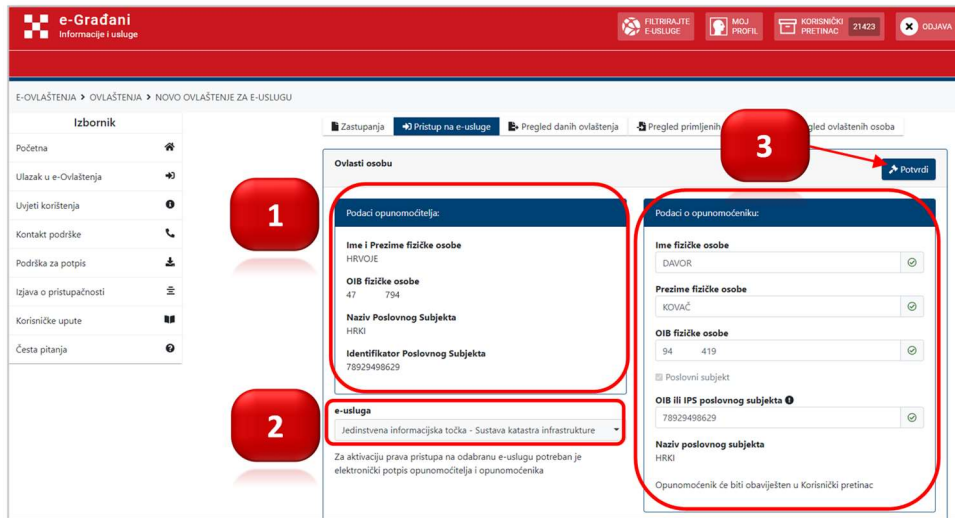 e-Građani
Informacije i usluge
FILTRIRAJTE
E-USLUGE
MOJ
PROFIL
KORISNIČKI
PRETINAC
21423
ODJAVA
E-OVLAŠTENJA > OVLAŠTENJA > NOVO OVLAŠTENJE ZA E-USLUGU
Izbornik
Početna
Ulazak u e-Ovlaštenja
Uvjeti korištenja
Kontakt podrške
Podrška za potpis
Izjava o pristupačnosti
Korisničke upute
Česta pitanja
Zastupanja
Pristup na e-usluge
Pregled danih ovlaštenja
Pregled primljenih
ovlaštenih osoba
3
Ovlasti osobu
Potvrdi
1
Podaci opunomoćitelja:
Ime i Prezime fizičke osobe
HRVOJE
OIB fizičke osobe
47 794
Naziv Poslovnog Subjekta
HRKI
Identifikator Poslovnog Subjekta
78929498629
2
e-usluga
Jedinstvena informacijska točka - Sustava katastra infrastrukture
Za aktivaciju prava pristupa na odabranu e-uslugu potreban je
elektronički potpis opunomoćitelja i opunomoćenika
Podaci o opunomoćeniku:
Ime fizičke osobe
DAVOR
Prezime fizičke osobe
KOVAČ
OIB fizičke osobe
94 419
Poslovni subjekt
OIB ili IPS poslovnog subjekta
78929498629
Naziv poslovnog subjekta
HRKI
Opunomoćenik će biti obaviješten u Korisnički pretinac